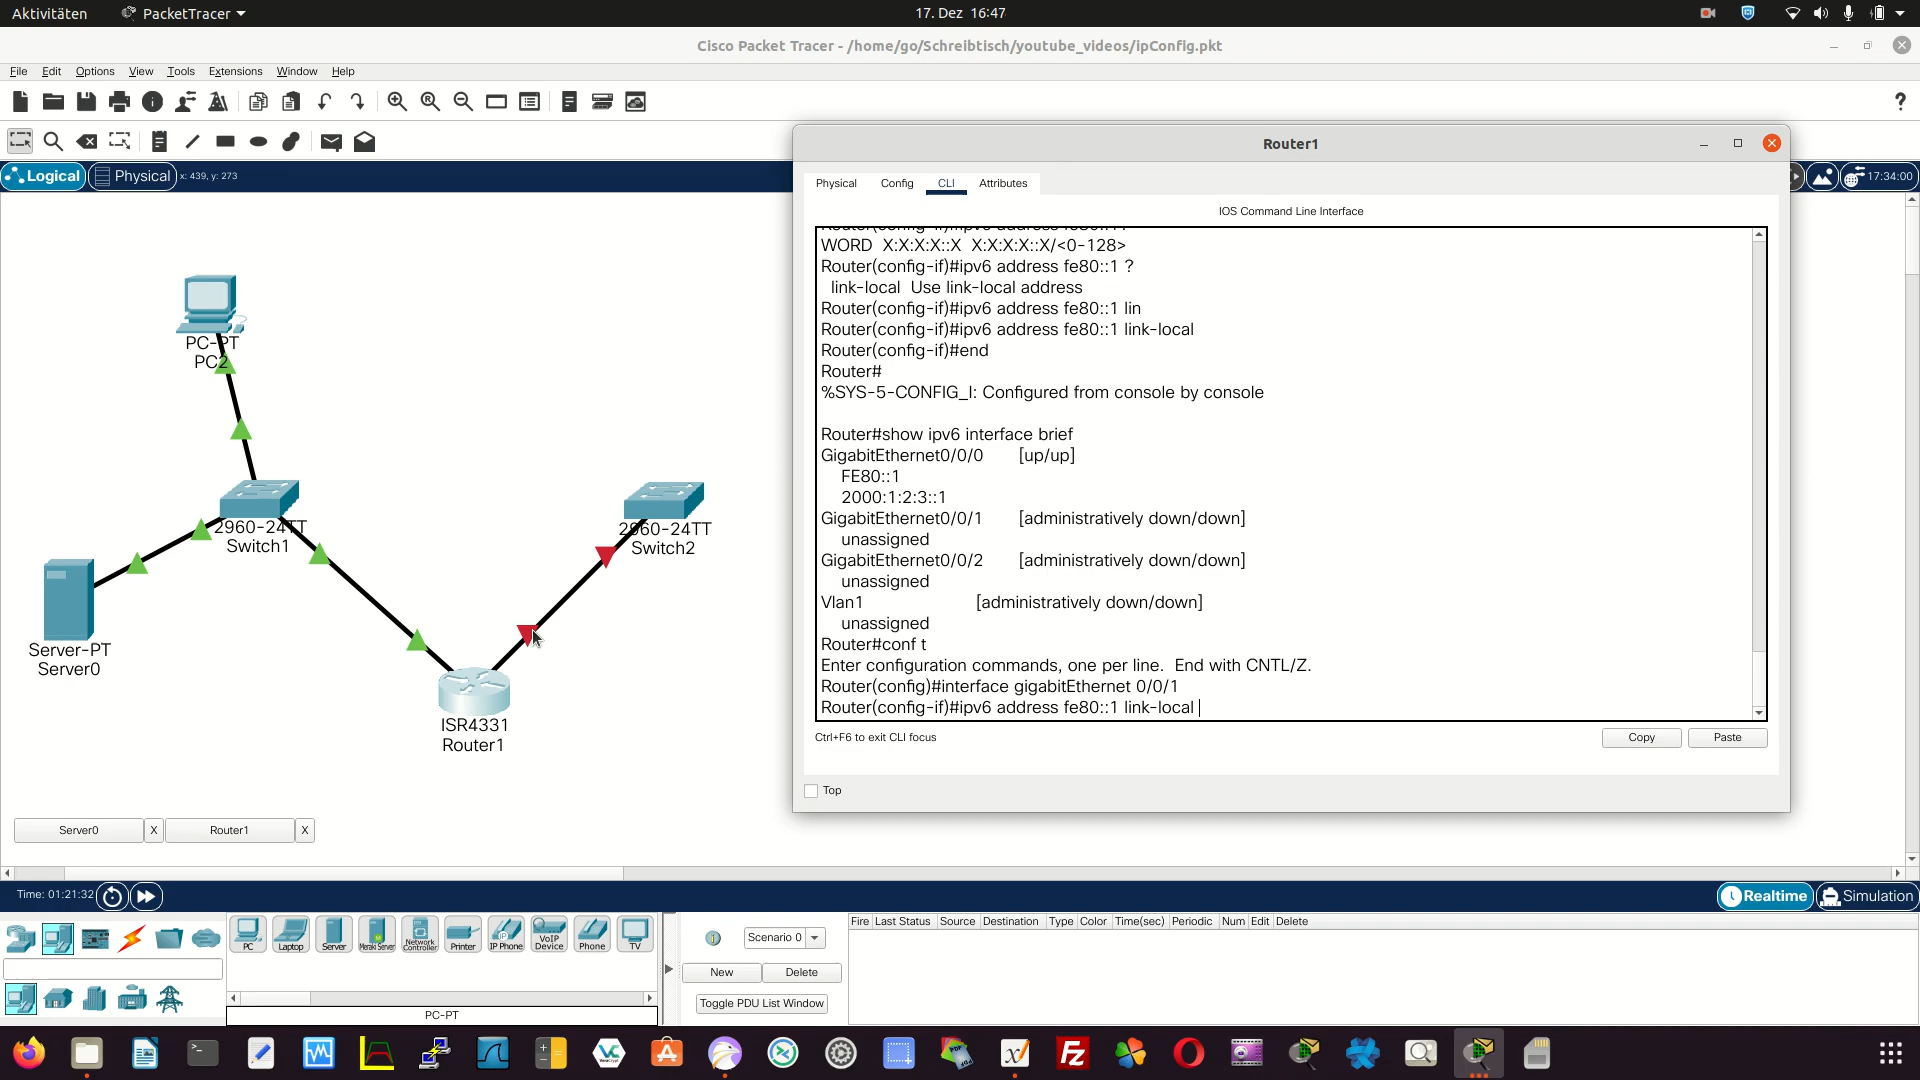 Aktivitäten
PacketTracer
17. Dez 16:47
Cisco Packet Tracer - /home/go/Schreibtisch/youtube_videos/ipConfig.pkt
File Edit Options View Tools Extensions Window Help
?
Logical
Physical
x: 439, y: 273
17:34:00
Router1
Physical Config CLI Attributes
IOS Command Line Interface
WORD X:X:X:X::X X:X:X:X::X/<0-128>
Router(config-if)#ipv6 address fe80::1 ?
link-local Use link-local address
Router(config-if)#ipv6 address fe80::1 lin
Router(config-if)#ipv6 address fe80::1 link-local
Router(config-if)#end
Router#
%SYS-5-CONFIG_I: Configured from console by console
Router#show ipv6 interface brief
GigabitEthernet0/0/0 [up/up]
FE80::1
2000:1:2:3::1
GigabitEthernet0/0/1 [administratively down/down]
unassigned
GigabitEthernet0/0/2 [administratively down/down]
unassigned
Vlan1 [administratively down/down]
unassigned
Router#conf t
Enter configuration commands, one per line. End with CNTL/Z.
Router(config)#interface gigabitEthernet 0/0/1
Router(config-if)#ipv6 address fe80::1 link-local
Ctrl+F6 to exit CLI focus
Copy
Paste
Top
PC-PT
PC2
2960-24TT
Switch1
2960-24TT
Switch2
Server-PT
Server0
ISR4331
Router1
Server0 X Router1 X
Time: 01:21:32
Realtime
Simulation
PC Laptop Server Meraki Server Network Controller Printer IP Phone VoIP Device Phone TV
PC-PT
Scenario 0
New
Delete
Toggle PDU List Window
Fire Last Status Source Destination Type Color Time(sec) Periodic Num Edit Delete